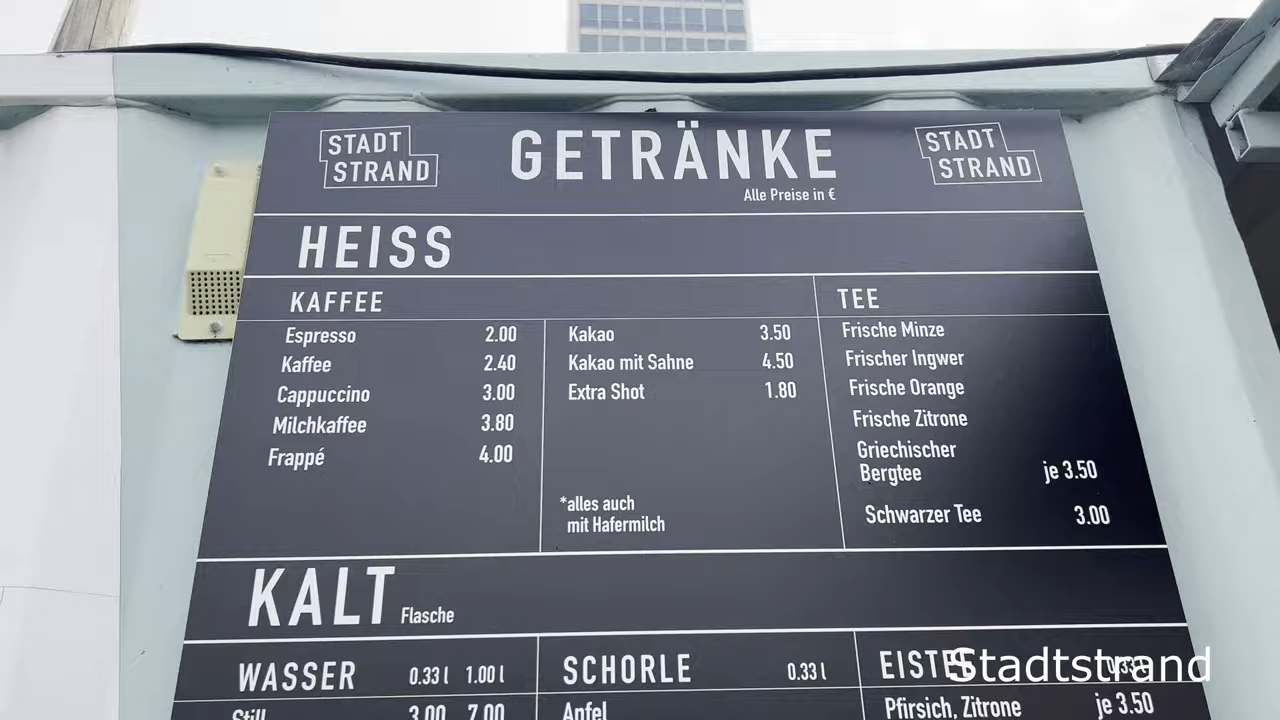 STADT
STRAND
GETRÄNKE
STADT
STRAND
Alle Preise in €
HEISS
KAFFEE
Espresso 2.00
Kaffee 2.40
Cappuccino 3.00
Milchkaffee 3.80
Frappé 4.00
Kakao 3.50
Kakao mit Sahne 4.50
Extra Shot 1.80
*alles auch
mit Hafermilch
TEE
Frische Minze
Frischer Ingwer
Frische Orange
Frische Zitrone
Griechischer
Bergtee je 3.50
Schwarzer Tee 3.00
KALT Flasche
WASSER 0.33 l 1.00 l
Still 3.00 7.00
SCHORLE 0.33 l
Apfel
Pfirsich, Zitrone je 3.50
Stadtstrand